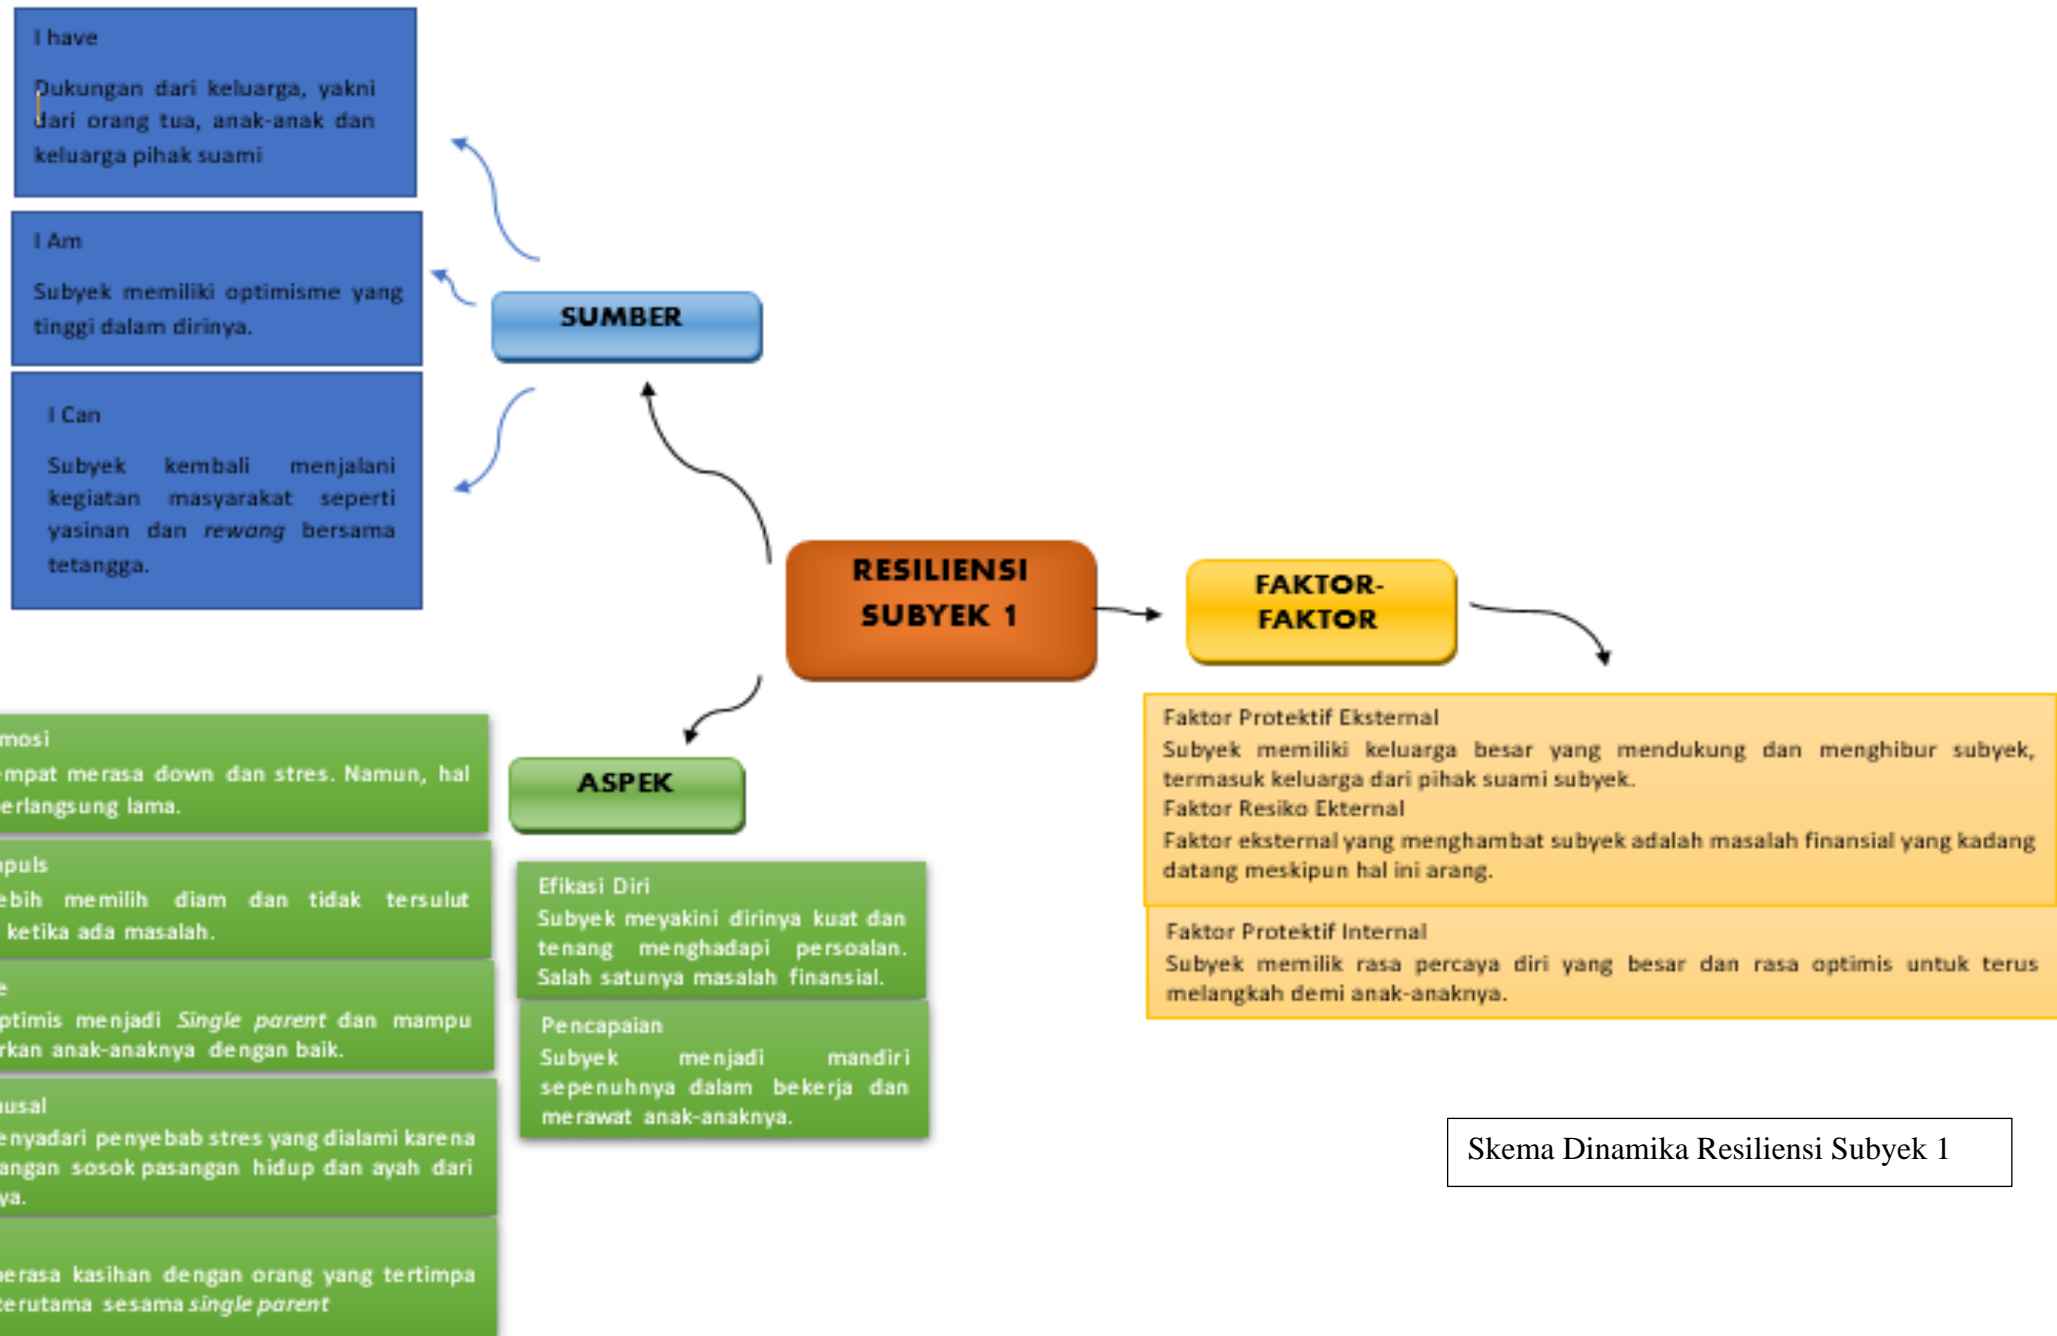 I have
Dukungan dari keluarga, yakni
dari orang tua, anak-anak dan
keluarga pihak suami
I Am
Subyek memiliki optimisme yang
tinggi dalam dirinya.
I Can
Subyek kembali menjalani
kegiatan masyarakat seperti
yasinan dan rewang bersama
tetangga.
SUMBER
RESILIENSI
SUBYEK 1
FAKTOR-
FAKTOR
Faktor Protektif Eksternal
Subyek memiliki keluarga besar yang mendukung dan menghibur subyek,
termasuk keluarga dari pihak suami subyek.
Faktor Resiko Ekternal
Faktor eksternal yang menghambat subyek adalah masalah finansial yang kadang
datang meskipun hal ini arang.
Faktor Protektif Internal
Subyek memilik rasa percaya diri yang besar dan rasa optimis untuk terus
melangkah demi anak-anaknya.
ASPEK
mosi
empat merasa down dan stres. Namun, hal
erlangsung lama.
puls
ebih memilih diam dan tidak tersulut
ketika ada masalah.
e
ptimis menjadi Single parent dan mampu
rkan anak-anaknya dengan baik.
ausal
enyadari penyebab stres yang dialami karena
angan sosok pasangan hidup dan ayah dari
ya.
erasa kasihan dengan orang yang tertimpa
terutama sesama single parent
Efikasi Diri
Subyek meyakini dirinya kuat dan
tenang menghadapi persoalan.
Salah satunya masalah finansial.
Pencapaian
Subyek menjadi mandiri
sepenuhnya dalam bekerja dan
merawat anak-anaknya.
Skema Dinamika Resiliensi Subyek 1